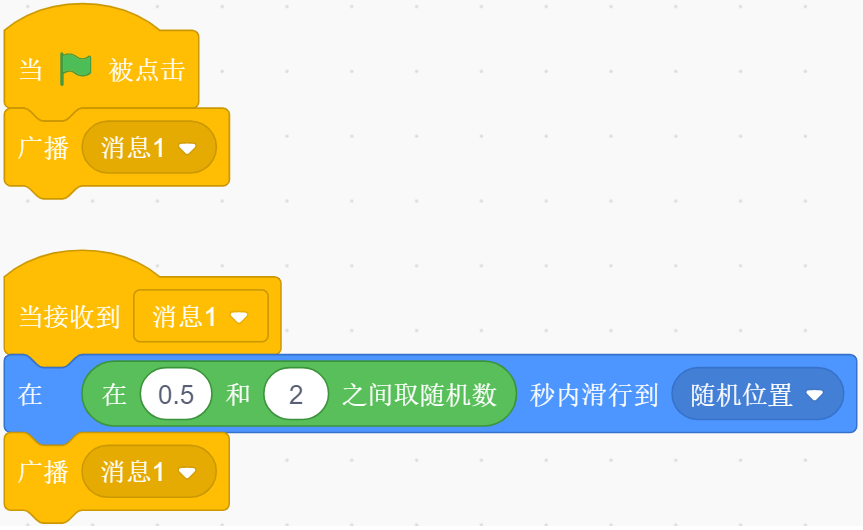 当 被点击
广播 消息1
当接收到 消息1
在 在 0.5 和 2 之间取随机数 秒内滑行到 随机位置
广播 消息1